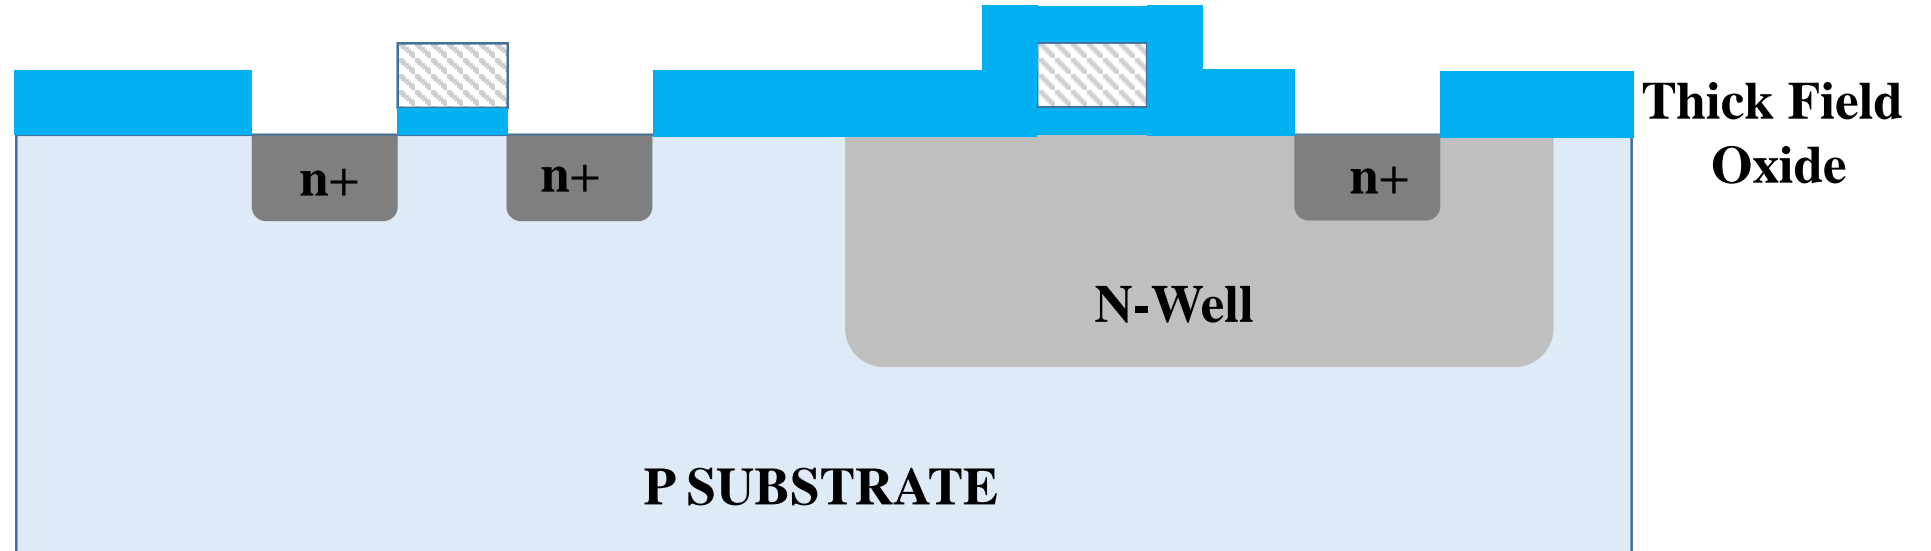 Thick Field
Oxide
n+
n+
n+
N-Well
P SUBSTRATE